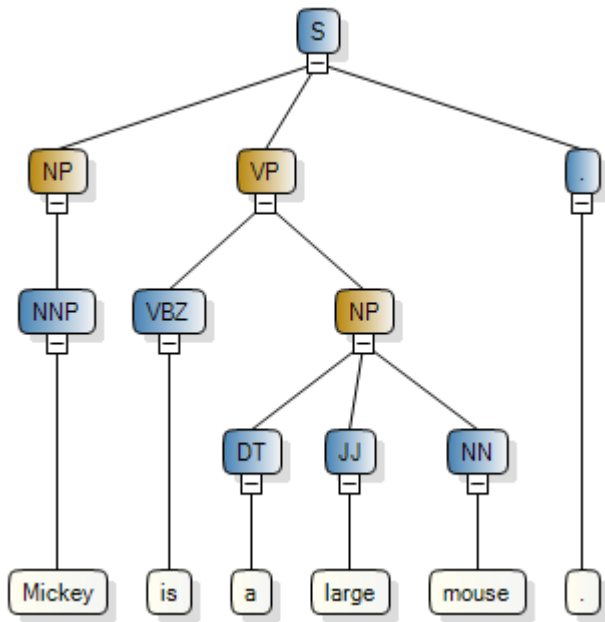 S
NP VP .
NNP VBZ NP
DT JJ NN
Mickey is a large mouse .